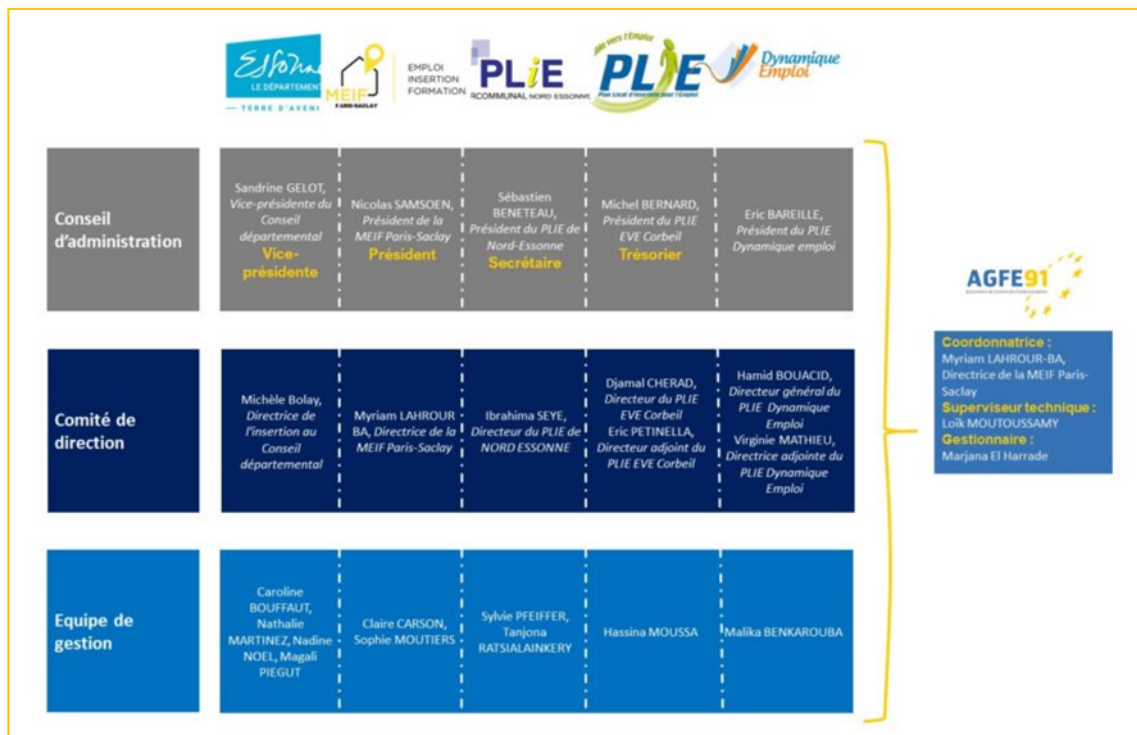 Essonne
LE DÉPARTEMENT
TERRE D'AVENI
MEIF
PARIS-SACLAY
EMPLOI
INSERTION
FORMATION
PLiE
RCOMMUNAL NORD ESSONNE
vers l'Emploi
PLIE
Plan Local d'Insertion pour l'Emploi
Dynamique
Emploi
Conseil
d'administration
Sandrine GELOT,
Vice-présidente du
Conseil
départemental
Vice-
présidente
Nicolas SAMSOEN,
Président de la
MEIF Paris-Saclay
Président
Sébastien
BENETEAU,
Président du PLIE de
Nord-Essonne
Secrétaire
Michel BERNARD,
Président du PLIE
EVE Corbeil
Trésorier
Eric BAREILLE,
Président du PLIE
Dynamique emploi
Comité de
direction
Michèle Bolay,
Directrice de
l'insertion au
Conseil
départemental
Myriam LAHROUR
BA, Directrice de la
MEIF Paris-Saclay
Ibrahima SEYE,
Directeur du PLIE de
NORD ESSONNE
Djamal CHERAD,
Directeur du PLIE
EVE Corbeil
Eric PETINELLA,
Directeur adjoint du
PLIE EVE Corbeil
Hamid BOUACID,
Directeur général du
PLIE Dynamique
Emploi
Virginie MATHIEU,
Directrice adjointe du
PLIE Dynamique
Emploi
Equipe de
gestion
Caroline
BOUFFAUT,
Nathalie
MARTINEZ, Nadine
NOEL, Magali
PIEGUT
Claire CARSON,
Sophie MOUTIERS
Sylvie PFEIFFER,
Tanjona
RATSIALAINKERY
Hassina MOUSSA
Malika BENKAROUBA
AGFE91
Coordonnatrice :
Myriam LAHROUR-BA,
Directrice de la MEIF Paris-
Saclay
Superviseur technique :
Loïk MOUTOUSSAMY
Gestionnaire :
Marjana El Harrade